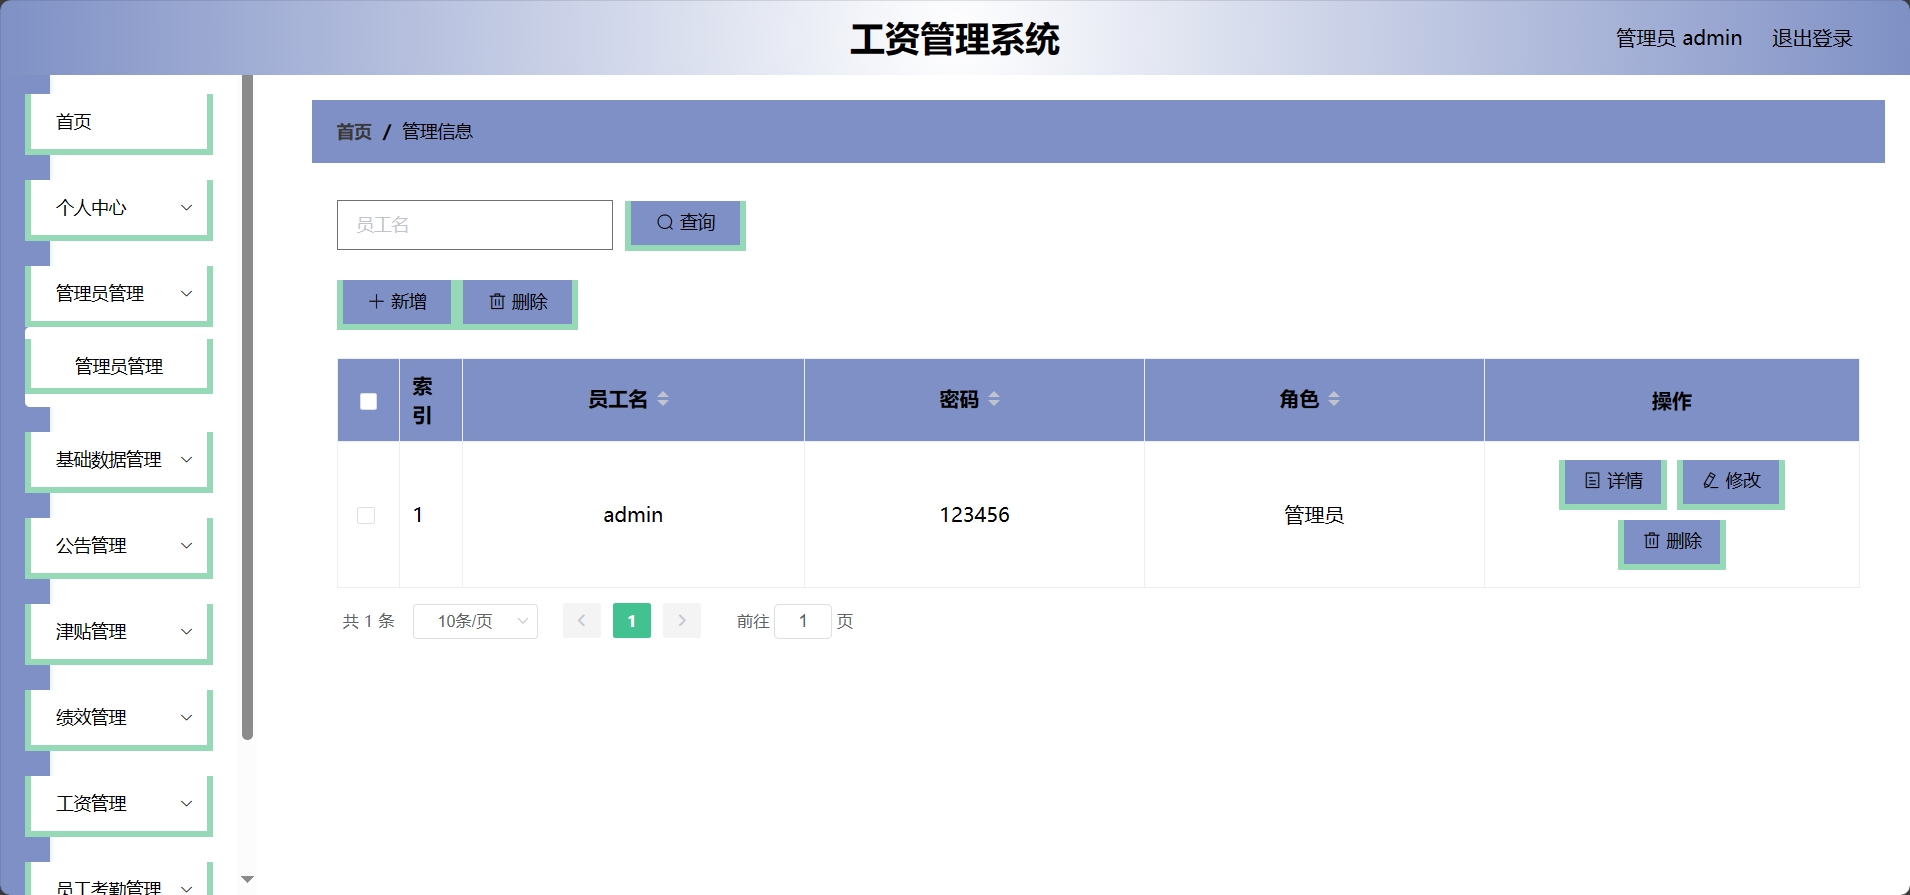 工资管理系统
管理员 admin
退出登录
首页
个人中心
管理员管理
管理员管理
基础数据管理
公告管理
津贴管理
绩效管理
工资管理
员工考勤管理
首页 / 管理信息
员工名
查询
新增
删除
索引 员工名 密码 角色 操作
1 admin 123456 管理员
详情 修改
删除
共 1 条 10条/页 1 前往 1 页